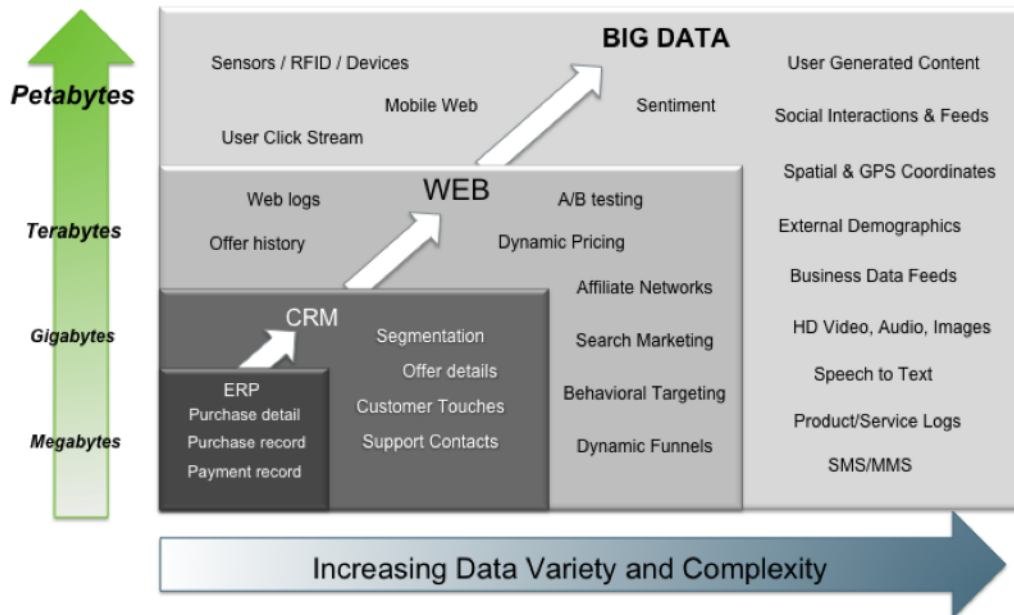 BIG DATA
Sensors / RFID / Devices
User Generated Content
Petabytes
Mobile Web
Sentiment
Social Interactions & Feeds
User Click Stream
Spatial & GPS Coordinates
WEB
Web logs
A/B testing
Terabytes
External Demographics
Offer history
Dynamic Pricing
Business Data Feeds
Affiliate Networks
CRM
Gigabytes
Segmentation
Search Marketing
HD Video, Audio, Images
Offer details
Speech to Text
ERP
Behavioral Targeting
Purchase detail
Customer Touches
Product/Service Logs
Megabytes
Purchase record
Support Contacts
Dynamic Funnels
SMS/MMS
Payment record
Increasing Data Variety and Complexity